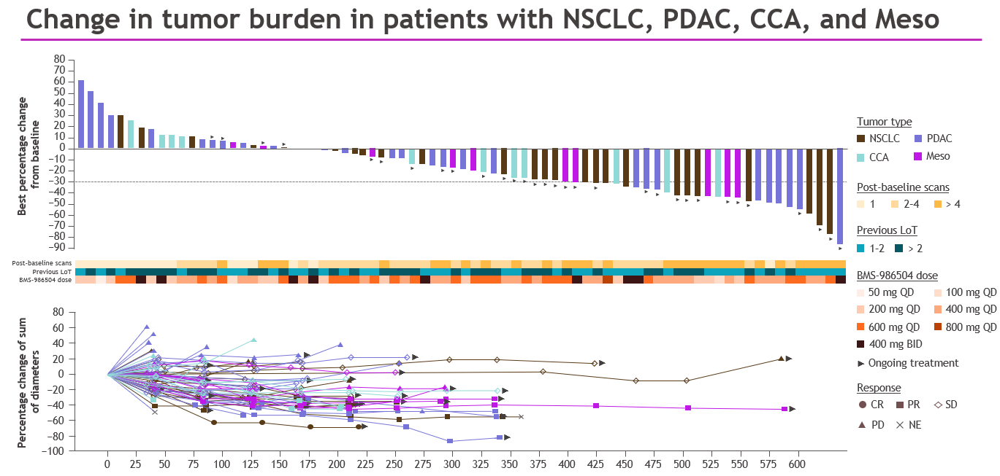 Change in tumor burden in patients with NSCLC, PDAC, CCA, and Meso
Best percentage change
from baseline
80
70
60
50
40
30
20
10
0
−10
−20
−30
−40
−50
−60
−70
−80
−90
Post-baseline scans
Previous LoT
BMS-986504 dose
Percentage change of sum
of diameters
80
60
40
20
0
−20
−40
−60
−80
−100
0 25 50 75 100 125 150 175 200 225 250 275 300 325 350 375 400 425 450 475 500 525 550 575 600
Tumor type
NSCLC PDAC
CCA Meso
Post-baseline scans
1 2-4 > 4
Previous LoT
1-2 > 2
BMS-986504 dose
50 mg QD 100 mg QD
200 mg QD 400 mg QD
600 mg QD 800 mg QD
400 mg BID
Ongoing treatment
Response
CR PR SD
PD NE